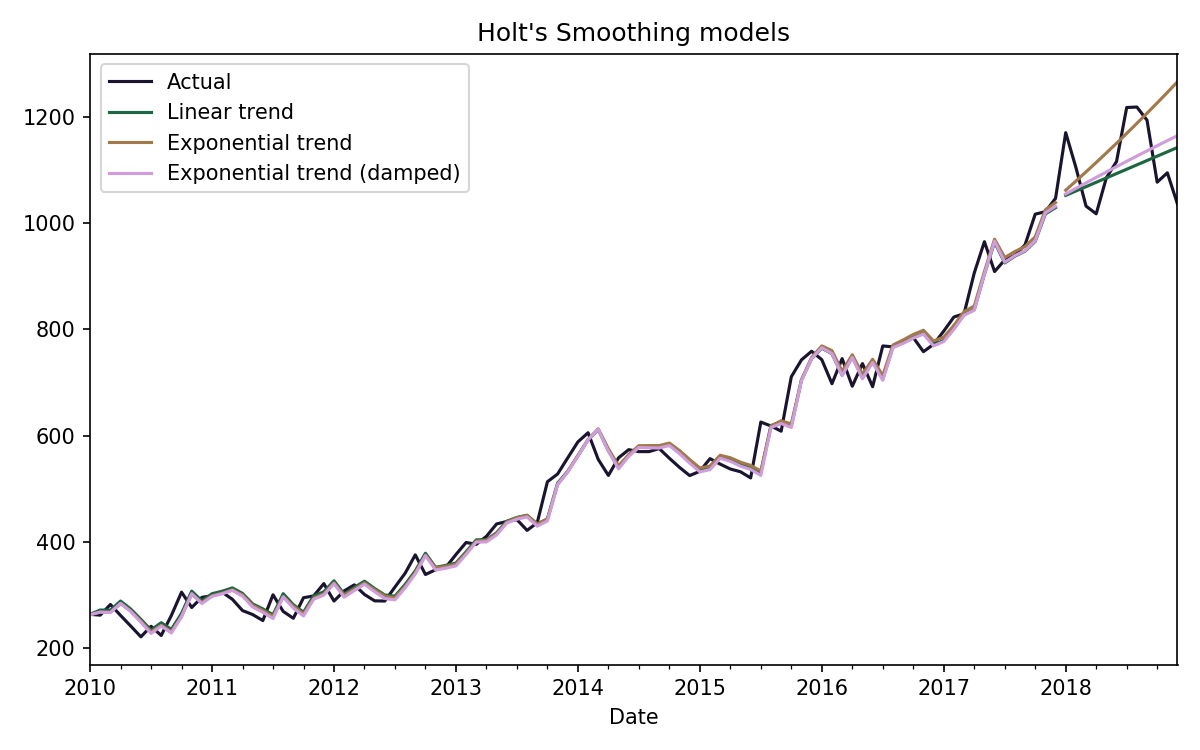 Holt's Smoothing models
Actual
Linear trend
Exponential trend
Exponential trend (damped)
1200
1000
800
600
400
200
2010 2011 2012 2013 2014 2015 2016 2017 2018
Date